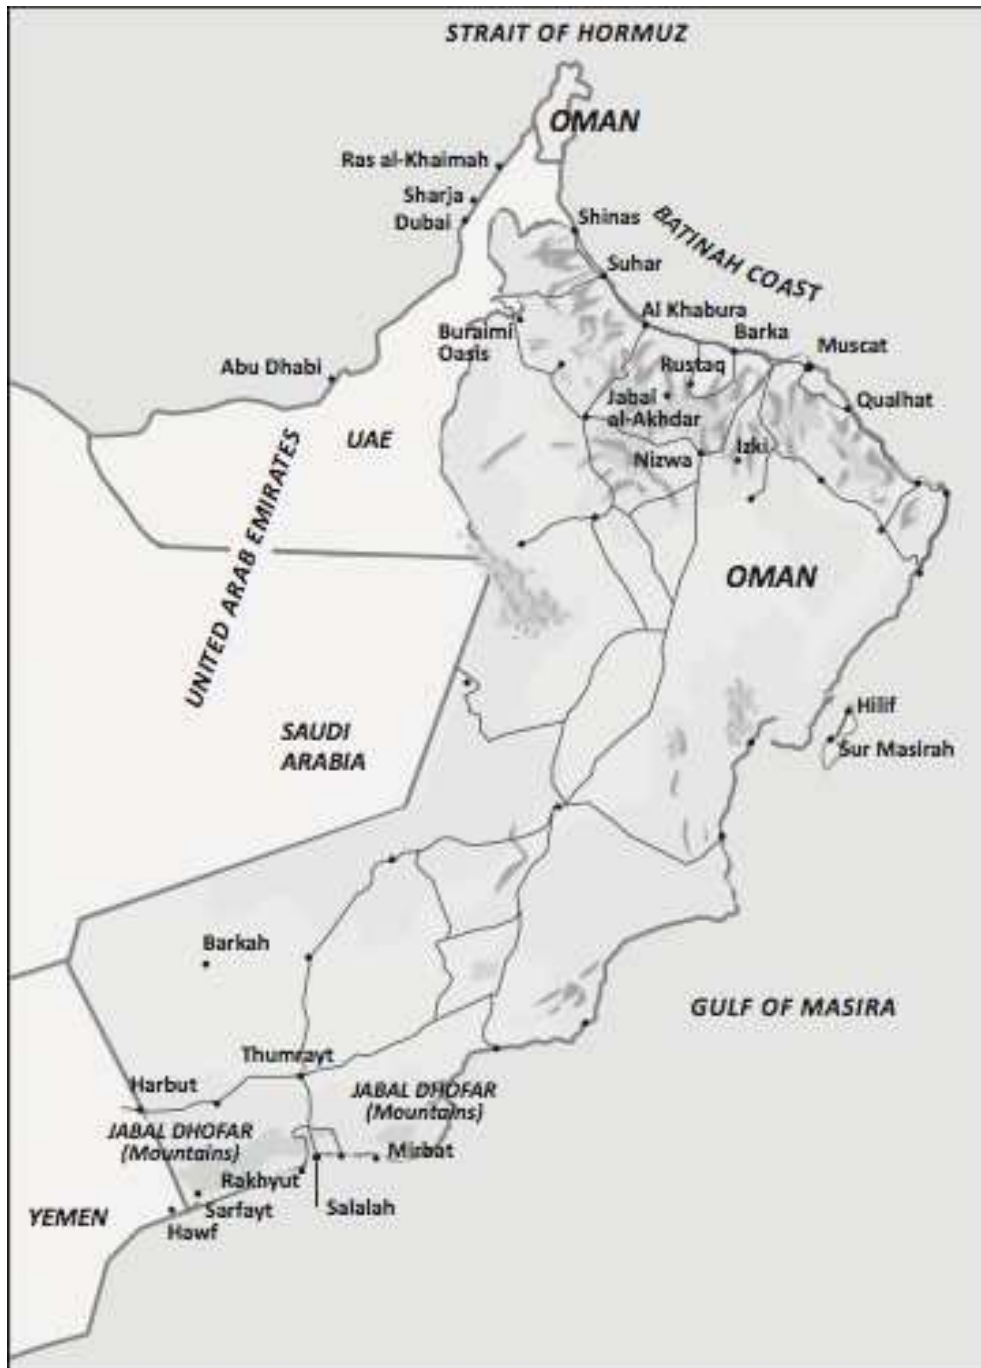 STRAIT OF HORMUZ
OMAN
Ras al-Khaimah
Sharja
Dubai
Shinas
BATINAH COAST
Suhar
Al Khabura
Buraimi
Oasis
Barka
Muscat
Abu Dhabi
Rustaq
Jabal
al-Akhdar
Qualhat
UAE
Nizwa
Izki
UNITED ARAB EMIRATES
OMAN
Hilif
Sur Masirah
SAUDI
ARABIA
Barkah
GULF OF MASIRA
Thumrayt
Harbut
JABAL DHOFAR
(Mountains)
JABAL DHOFAR
(Mountains)
Mirbat
Rakhyut
Salalah
Sarfayt
YEMEN
Hawf